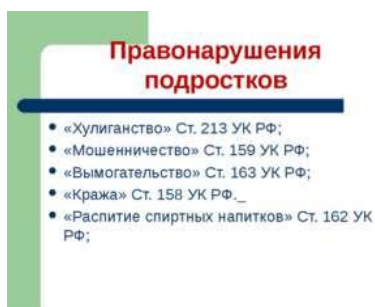 Правонарушения
подростков
• «Хулиганство» Ст. 213 УК РФ;
• «Мошенничество» Ст. 159 УК РФ;
• «Вымогательство» Ст. 163 УК РФ;
• «Кража» Ст. 158 УК РФ._
• «Распитие спиртных напитков» Ст. 162 УК
РФ;